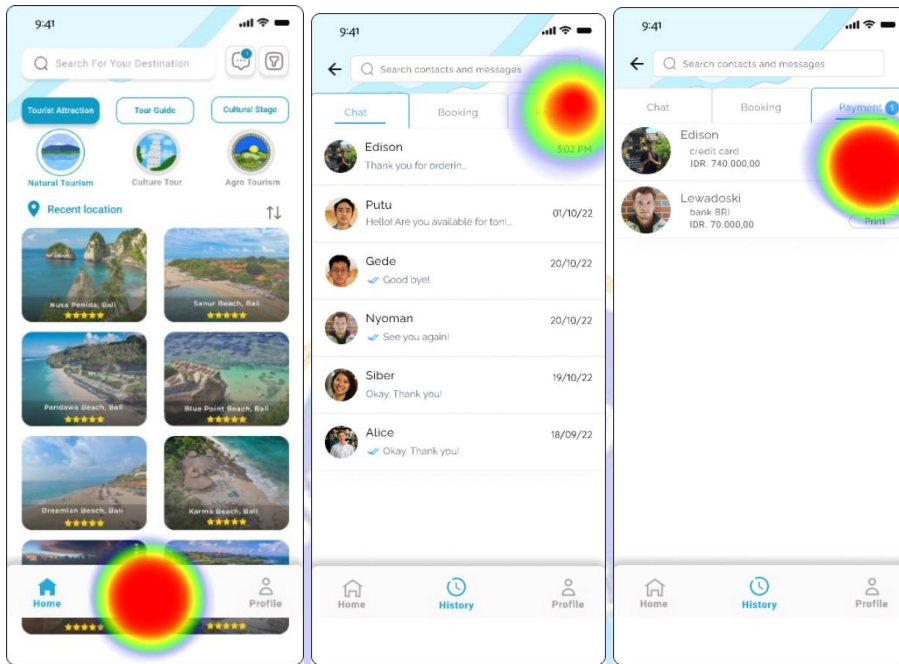 9:41
Search For Your Destination
Tourist Attraction
Tour Guide
Cultural Stage
Natural Tourism
Culture Tour
Agro Tourism
Recent location
Nusa Penida, Bali
Sanur Beach, Bali
Pandawa Beach, Bali
Blue Point Beach, Bali
Dreamlan Beach, Bali
Karma Beach, Bali
Home
Profile
9:41
Search contacts and messages
Chat
Booking
Edison
3:02 PM
Thank you for orderin...
Putu
01/10/22
Hello! Are you available for toni...
Gede
20/10/22
Good bye!
Nyoman
20/10/22
See you again!
Siber
19/10/22
Okay, Thank you!
Alice
18/09/22
Okay, Thank you!
Home
History
Profile
9:41
Search contacts and messages
Chat
Booking
Payment 1
Edison
credit card
IDR. 740.000,00
Lewadoski
bank BRI
Print
IDR. 70.000,00
Home
History
Profile